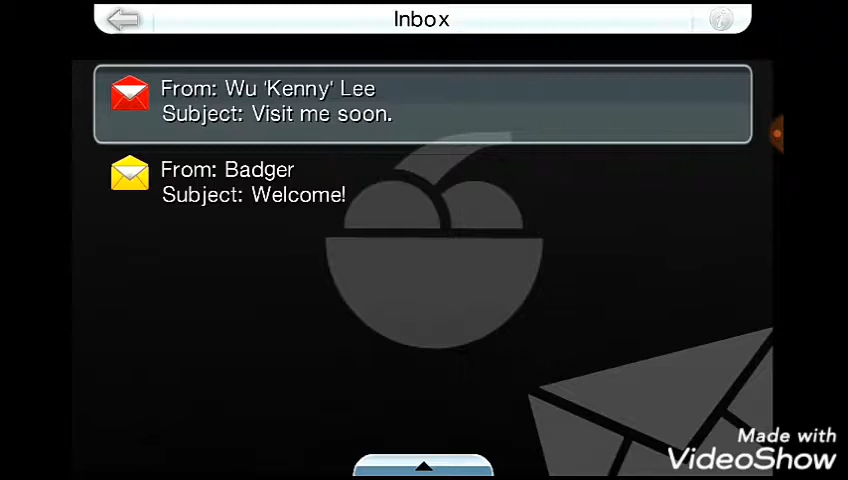 Inbox
From: Wu 'Kenny' Lee
Subject: Visit me soon.
From: Badger
Subject: Welcome!
Made with
VideoShow